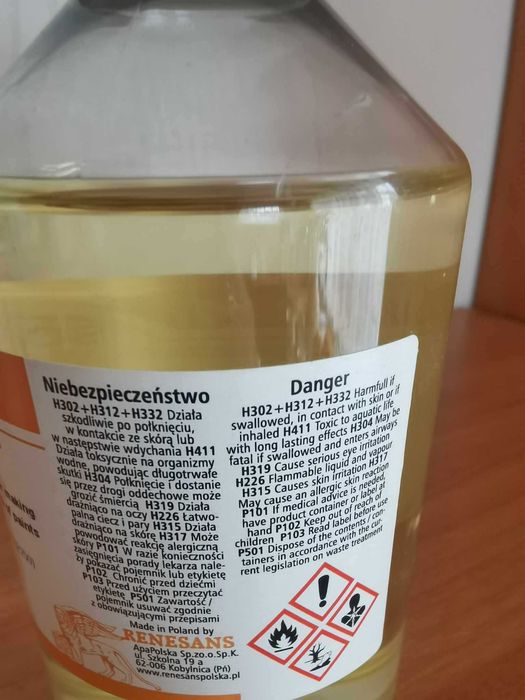 making
paints
Niebezpieczeństwo
H302+H312+H332 Działa
szkodliwie po połknięciu,
w kontakcie ze skórą lub
w następstwie wdychania H411
Działa toksycznie na organizmy
wodne, powodując długotrwałe
skutki H304 Połknięcie i dostanie
się przez drogi oddechowe może
grozić śmiercią H319 Działa
drażniąco na oczy H226 Łatwo-
palna ciecz i pary H315 Działa
drażniąco na skórę H317 Może
powodować reakcję alergiczną
skóry P101 W razie konieczności
zasięgnięcia porady lekarza nale-
ży pokazać pojemnik lub etykietę
P102 Chronić przed dziećmi
P103 Przed użyciem przeczytać
etykietę P501 Zawartość /
pojemnik usuwać zgodnie
z obowiązującymi przepisami
Danger
H302+H312+H332 Harmfull if
swallowed, in contact with skin or if
inhaled H411 Toxic to aquatic life
with long lasting effects H304 May be
fatal if swallowed and enters airways
H319 Cause serious eye irritation
H226 Flammable liquid and vapour
H315 Causes skin irritation H317
May cause an allergic skin reaction
P101 If medical advice is needed,
have product container or label at
hand P102 Keep out of reach of
children P103 Read label before use
P501 Dispose of the contents / con-
tainers in accordance with the cur-
rent legislation on waste treatment
Made in Poland by
RENESANS
ApaPolska Sp.zo.o.Sp.K.
ul. Szkolna 19 a
62-006 Kobylnica (Pń)
www.renesanspolska.pl